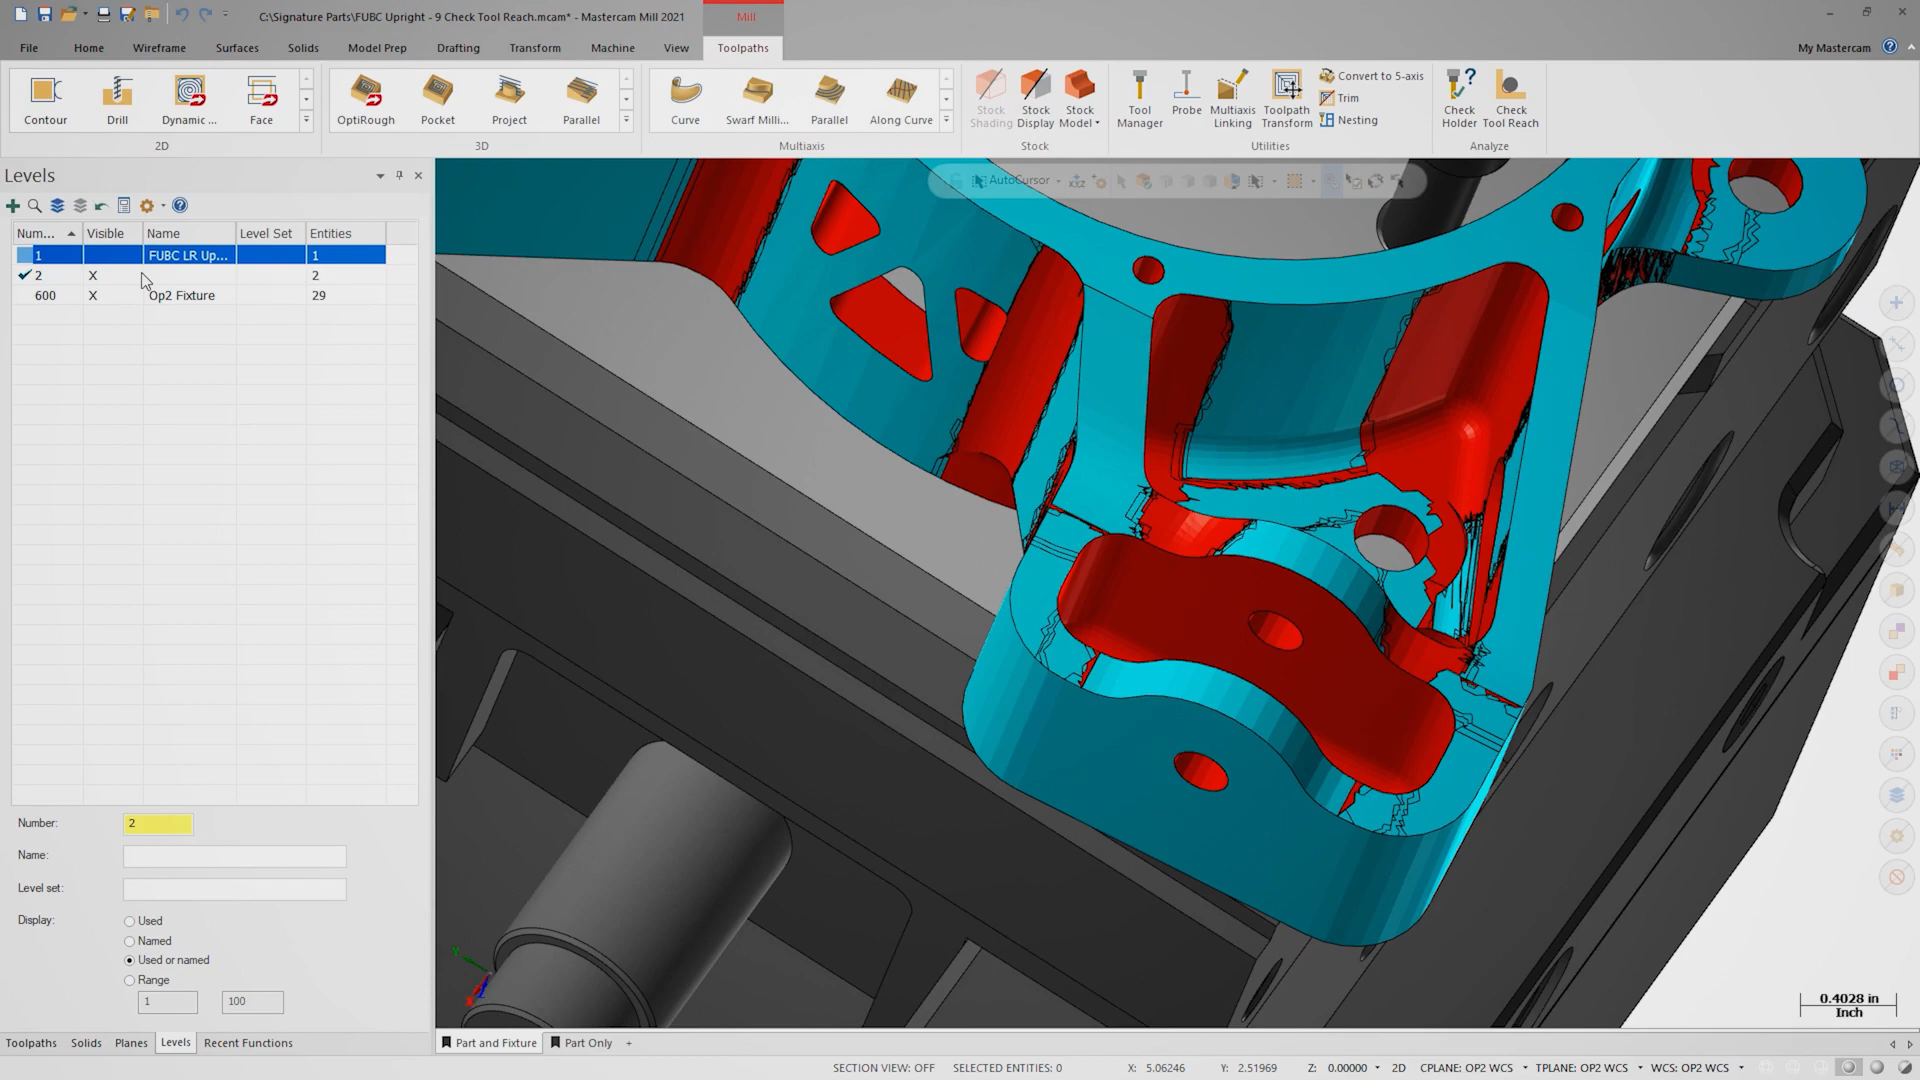 C:\Signature Parts\FUBC Upright - 9 Check Tool Reach.mcam* - Mastercam Mill 2021
Mill
File Home Wireframe Surfaces Solids Model Prep Drafting Transform Machine View Toolpaths My Mastercam
Contour Drill Dynamic ... Face
2D
OptiRough Pocket Project Parallel
3D
Curve Swarf Milli... Parallel Along Curve
Multiaxis
Stock Shading Stock Display Stock Model
Stock
Tool Manager Probe Multiaxis Linking Toolpath Transform Convert to 5-axis
Trim
Nesting
Utilities
Check Holder Check Tool Reach
Analyze
Levels
AutoCursor
Num... Visible Name Level Set Entities
1 FUBC LR Up... 1
2 X 2
600 X Op2 Fixture 29
Number: 2
Name:
Level set:
Display: Used
Named
Used or named
Range
1 100
0.4028 in
Inch
Toolpaths Solids Planes Levels Recent Functions
Part and Fixture Part Only +
SECTION VIEW: OFF SELECTED ENTITIES: 0 X: 5.06246 Y: 2.51969 Z: 0.00000 2D CPLANE: OP2 WCS TPLANE: OP2 WCS WCS: OP2 WCS